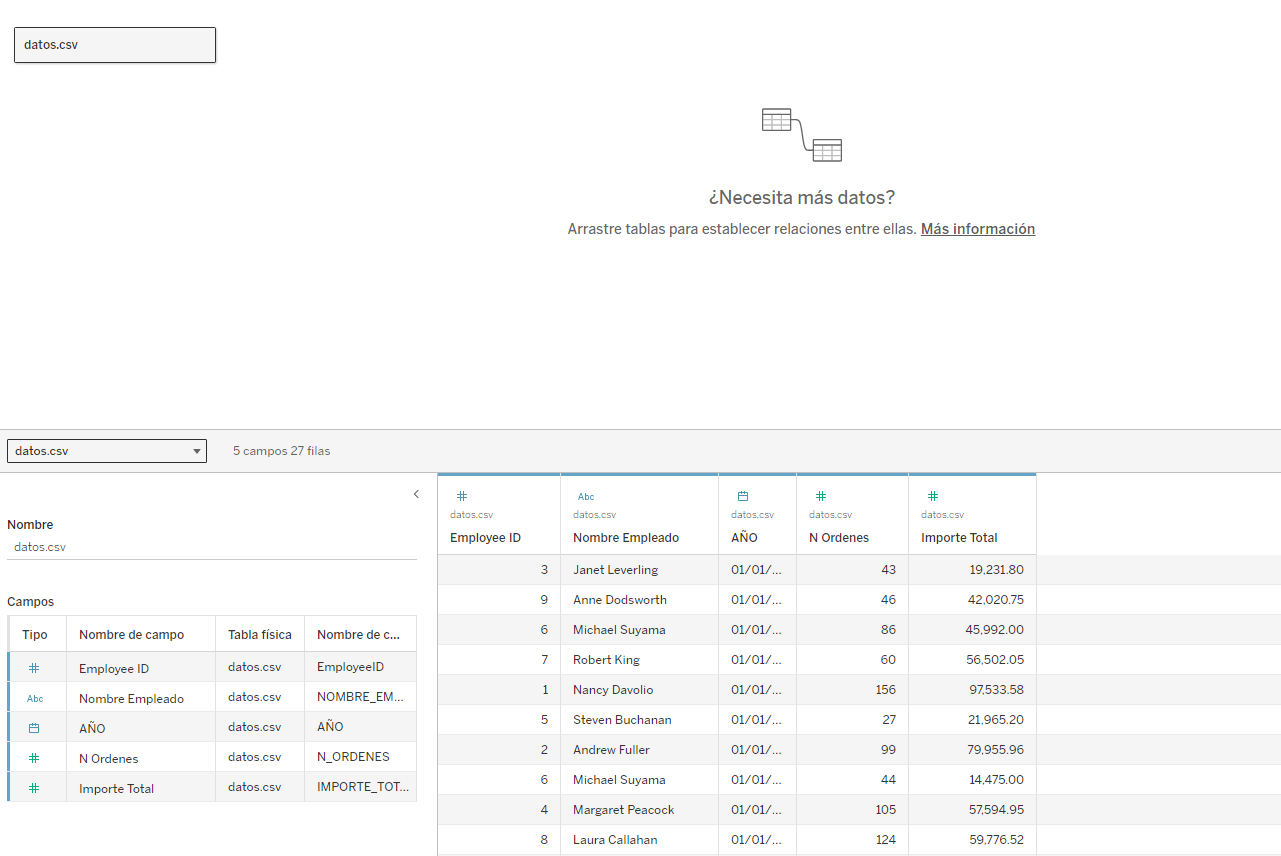 datos.csv
¿Necesita más datos?
Arrastre tablas para establecer relaciones entre ellas. Más información
datos.csv 5 campos 27 filas
Nombre
datos.csv
Campos
Tipo Nombre de campo Tabla física Nombre de c...
Employee ID datos.csv EmployeeID
Abc Nombre Empleado datos.csv NOMBRE_EM...
AÑO datos.csv AÑO
N Ordenes datos.csv N_ORDENES
Importe Total datos.csv IMPORTE_TOT...
Abc
datos.csv datos.csv datos.csv datos.csv datos.csv
Employee ID Nombre Empleado AÑO N Ordenes Importe Total
3 Janet Leverling 01/01/... 43 19,231.80
9 Anne Dodsworth 01/01/... 46 42,020.75
6 Michael Suyama 01/01/... 86 45,992.00
7 Robert King 01/01/... 60 56,502.05
1 Nancy Davolio 01/01/... 156 97,533.58
5 Steven Buchanan 01/01/... 27 21,965.20
2 Andrew Fuller 01/01/... 99 79,955.96
6 Michael Suyama 01/01/... 44 14,475.00
4 Margaret Peacock 01/01/... 105 57,594.95
8 Laura Callahan 01/01/... 124 59,776.52